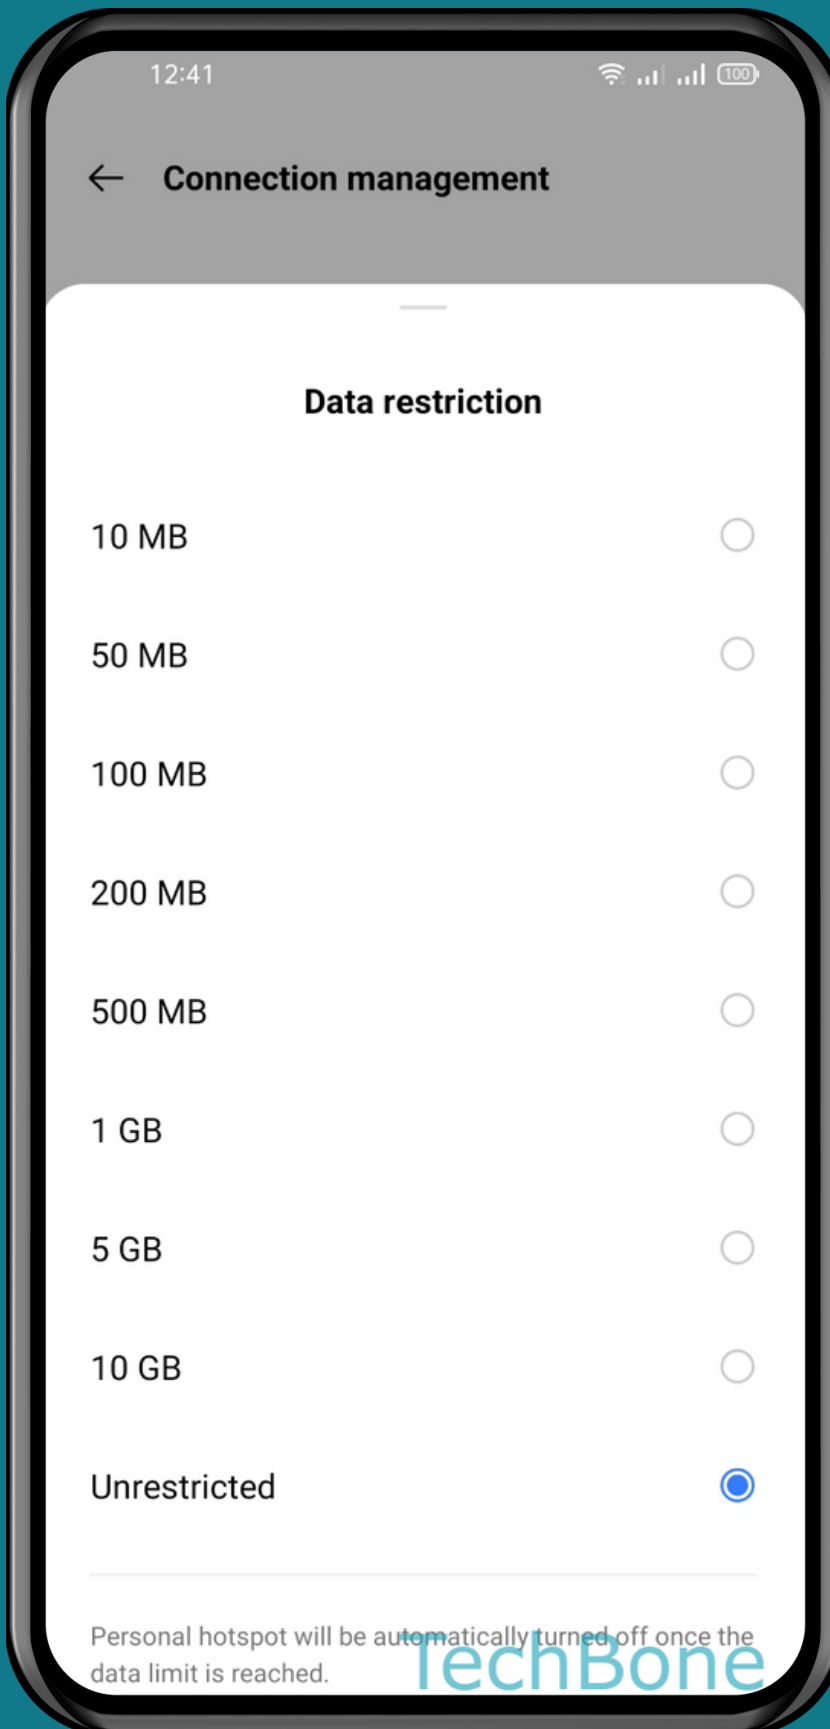 12:41
100
Connection management
Data restriction
10 MB
50 MB
100 MB
200 MB
500 MB
1 GB
5 GB
10 GB
Unrestricted
Personal hotspot will be automatically turned off once the
data limit is reached.
TechBone